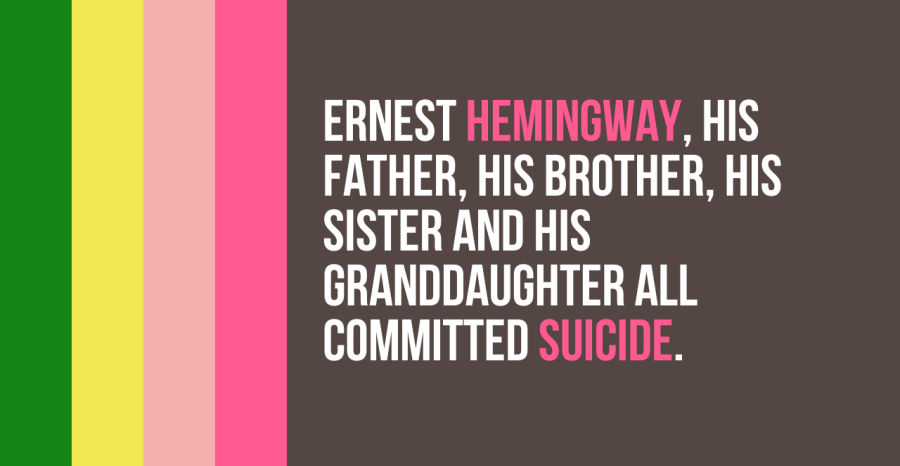 ERNEST HEMINGWAY, HIS
FATHER, HIS BROTHER, HIS
SISTER AND HIS
GRANDDAUGHTER ALL
COMMITTED SUICIDE.